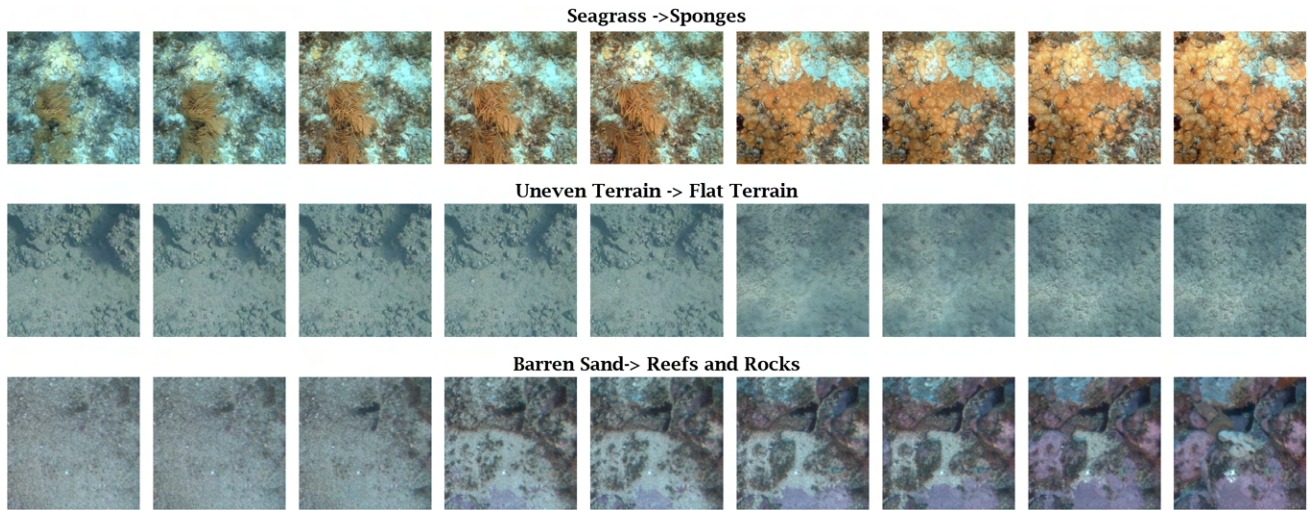 Seagrass ->Sponges
Uneven Terrain -> Flat Terrain
Barren Sand-> Reefs and Rocks